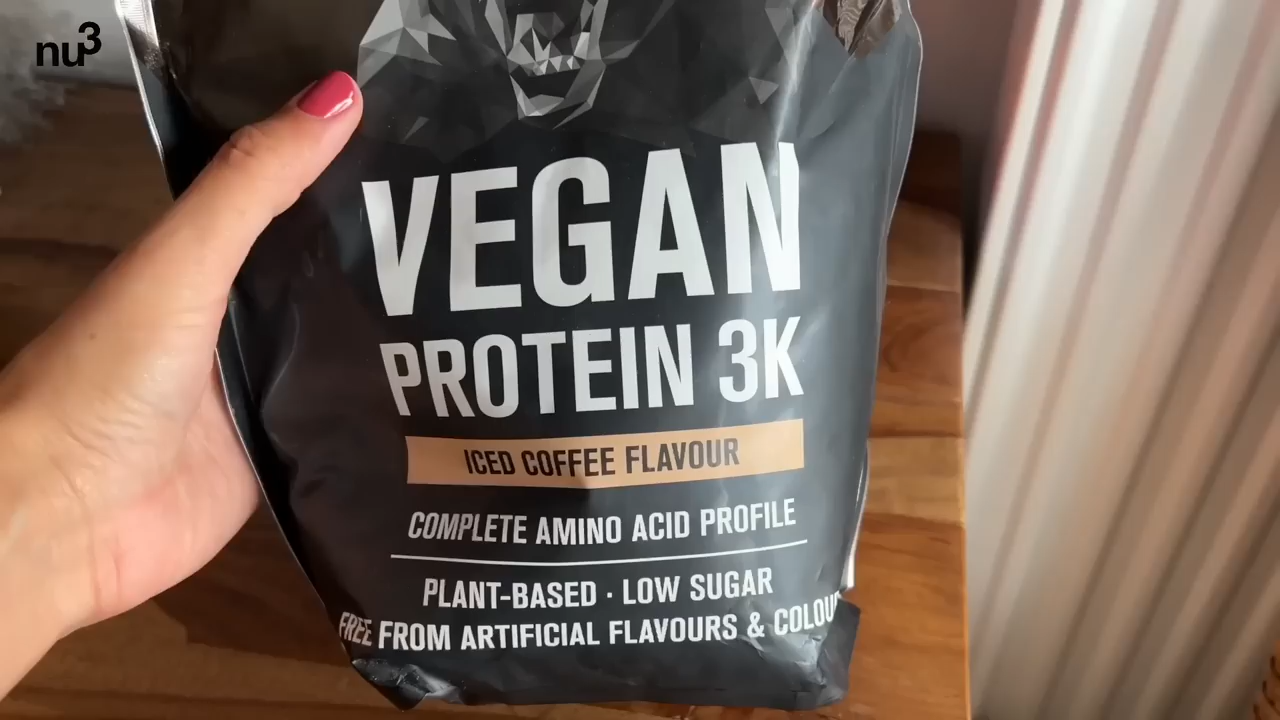 nu3
VEGAN
PROTEIN 3K
ICED COFFEE FLAVOUR
COMPLETE AMINO ACID PROFILE
PLANT-BASED · LOW SUGAR
FREE FROM ARTIFICIAL FLAVOURS & COLOU